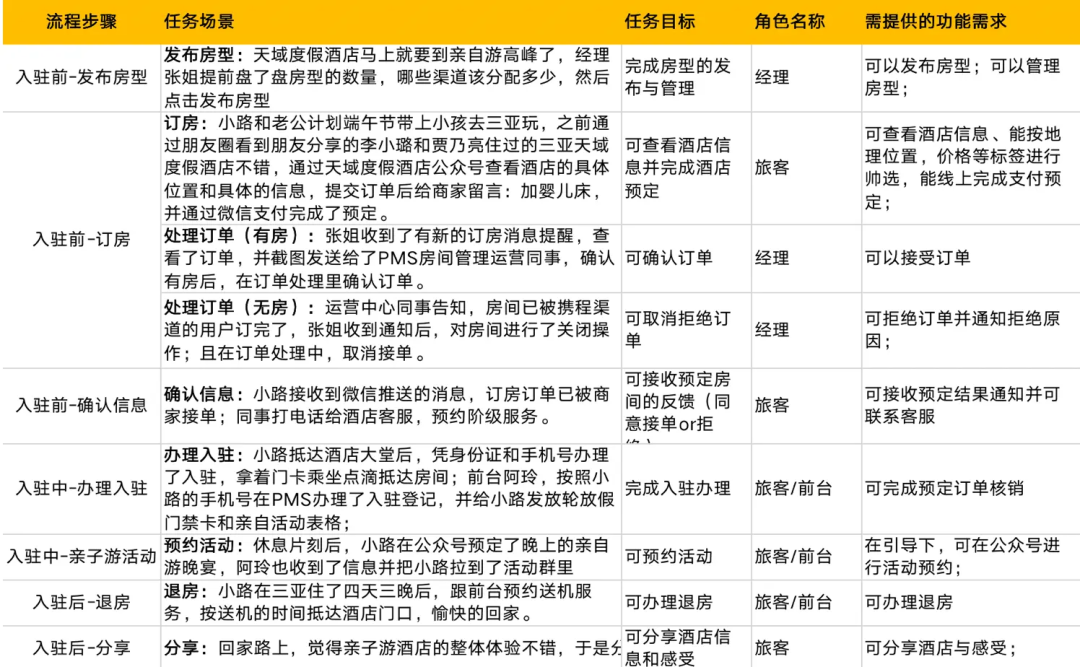 流程步骤 任务场景 任务目标 角色名称 需提供的功能需求
入驻前-发布房型
发布房型：天域度假酒店马上就要到亲自游高峰了，经理
张姐提前盘了盘房型的数量，哪些渠道该分配多少，然后
点击发布房型
完成房型的发
布与管理
经理
可以发布房型；可以管理
房型；
入驻前-订房
订房：小路和老公计划端午节带上小孩去三亚玩，之前通
过朋友圈看到朋友分享的李小璐和贾乃亮住过的三亚天域
度假酒店不错，通过天域度假酒店公众号查看酒店的具体
位置和具体的信息，提交订单后给商家留言：加婴儿床，
并通过微信支付完成了预定。
可查看酒店信
息并完成酒店
预定
旅客
可查看酒店信息、能按地
理位置，价格等标签进行
帅选，能线上完成支付预
定；
处理订单（有房）：张姐收到了有新的订房消息提醒，查
看了订单，并截图发送给了PMS房间管理运营同事，确认
有房后，在订单处理里确认订单。
可确认订单
经理
可以接受订单
处理订单（无房）：运营中心同事告知，房间已被携程渠
道的用户订完了，张姐收到通知后，对房间进行了关闭操
作；且在订单处理中，取消接单。
可取消拒绝订
单
经理
可拒绝订单并通知拒绝原
因；
入驻前-确认信息
确认信息：小路接收到微信推送的消息，订房订单已被商
家接单；同事打电话给酒店客服，预约阶级服务。
可接收预定房
间的反馈（同
意接单or拒
旅客
可接收预定结果通知并可
联系客服
入驻中-办理入驻
办理入驻：小路抵达酒店大堂后，凭身份证和手机号办理
了入驻，拿着门卡乘坐点滴抵达房间；前台阿玲，按照小
路的手机号在PMS办理了入驻登记，并给小路发放轮放假
门禁卡和亲自活动表格；
完成入驻办理
旅客/前台
可完成预定订单核销
入驻中-亲子游活动
预约活动：休息片刻后，小路在公众号预定了晚上的亲自
游晚宴，阿玲也收到了信息并把小路拉到了活动群里
可预约活动
旅客/前台
在引导下，可在公众号进
行活动预约；
入驻后-退房
退房：小路在三亚住了四天三晚后，跟前台预约送机服
务，按送机的时间抵达酒店门口，愉快的回家。
可办理退房
旅客/前台
可办理退房
入驻后-分享
分享：回家路上，觉得亲子游酒店的整体体验不错，于是
可分享酒店信
息和感受
旅客
可分享酒店与感受；